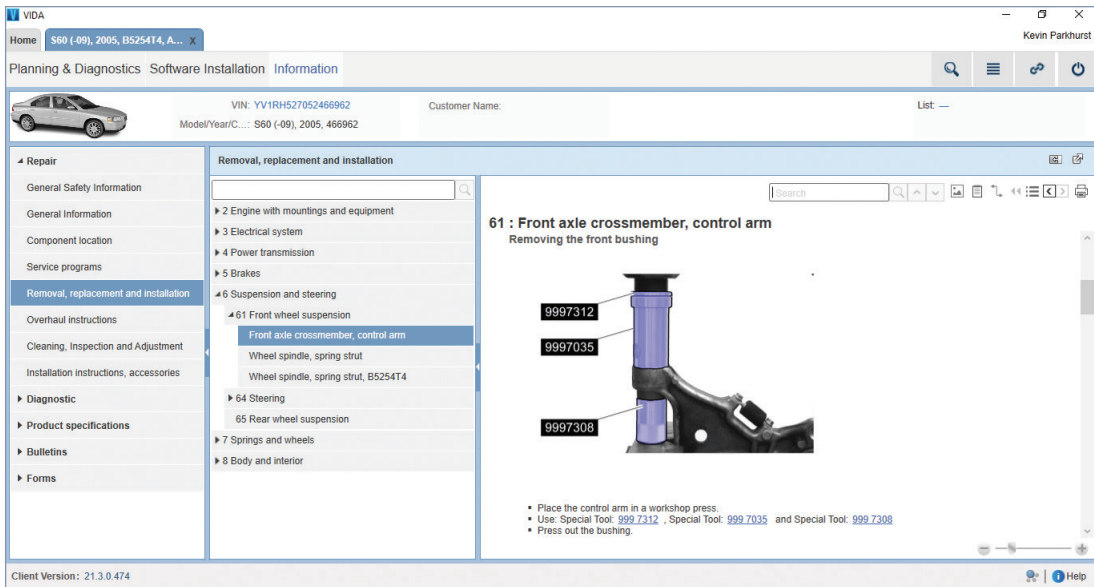 VIDA
Home S60 (-09), 2005, B5254T4, A... X
Kevin Parkhurst
Planning & Diagnostics Software Installation Information
VIN: YV1RH527052466962
Model/Year/C...: S60 (-09), 2005, 466962
Customer Name:
List: —
Repair
General Safety Information
General Information
Component location
Service programs
Removal, replacement and installation
Overhaul instructions
Cleaning, Inspection and Adjustment
Installation instructions, accessories
Diagnostic
Product specifications
Bulletins
Forms
Removal, replacement and installation
2 Engine with mountings and equipment
3 Electrical system
4 Power transmission
5 Brakes
6 Suspension and steering
61 Front wheel suspension
Front axle crossmember, control arm
Wheel spindle, spring strut
Wheel spindle, spring strut, B5254T4
64 Steering
65 Rear wheel suspension
7 Springs and wheels
8 Body and interior
Search
61 : Front axle crossmember, control arm
Removing the front bushing
9997312
9997035
9997308
Place the control arm in a workshop press.
Use: Special Tool: 999 7312 , Special Tool: 999 7035 and Special Tool: 999 7308
Press out the bushing.
Client Version: 21.3.0.474
Help